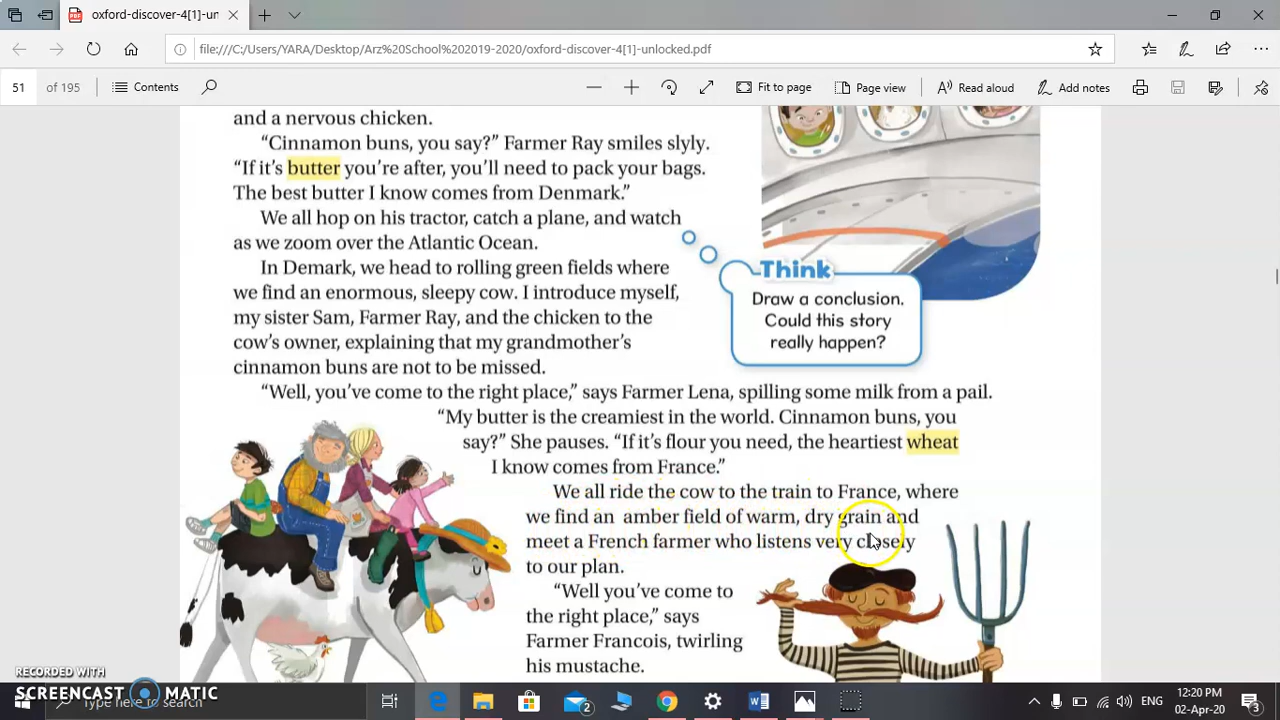 oxford-discover-4[1]-unlocked.pdf
file:///C:/Users/YARA/Desktop/Arz%20School%202019-2020/oxford-discover-4[1]-unlocked.pdf
51 of 195 Contents Fit to page Page view Read aloud Add notes
and a nervous chicken.
“Cinnamon buns, you say?” Farmer Ray smiles slyly.
“If it’s butter you’re after, you’ll need to pack your bags.
The best butter I know comes from Denmark.”
We all hop on his tractor, catch a plane, and watch
as we zoom over the Atlantic Ocean.
In Demark, we head to rolling green fields where
we find an enormous, sleepy cow. I introduce myself,
my sister Sam, Farmer Ray, and the chicken to the
cow’s owner, explaining that my grandmother’s
cinnamon buns are not to be missed.
Think
Draw a conclusion.
Could this story
really happen?
“Well, you’ve come to the right place,” says Farmer Lena, spilling some milk from a pail.
“My butter is the creamiest in the world. Cinnamon buns, you
say?” She pauses. “If it’s flour you need, the heartiest wheat
I know comes from France.”
We all ride the cow to the train to France, where
we find an amber field of warm, dry grain and
meet a French farmer who listens very closely
to our plan.
“Well you’ve come to
the right place,” says
Farmer Francois, twirling
his mustache.
RECORDED WITH
SCREENCAST MATIC
Type here to search
2
ENG
12:20 PM
02-Apr-20
3